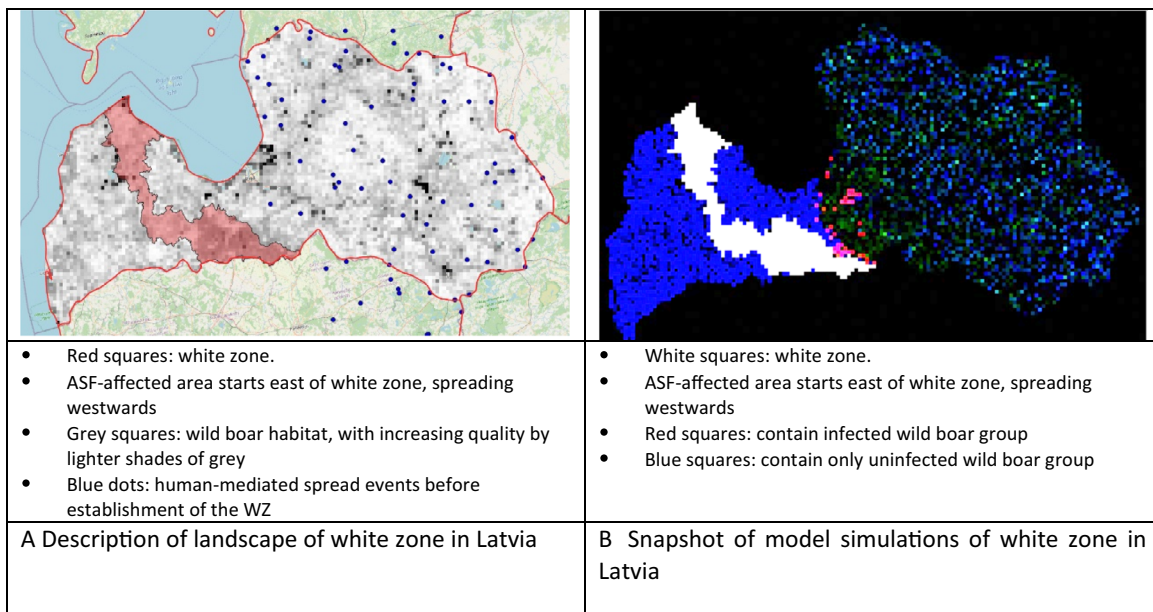 Red squares: white zone.
ASF-affected area starts east of white zone, spreading
westwards
Grey squares: wild boar habitat, with increasing quality by
lighter shades of grey
Blue dots: human-mediated spread events before
establishment of the WZ
White squares: white zone.
ASF-affected area starts east of white zone, spreading
westwards
Red squares: contain infected wild boar group
Blue squares: contain only uninfected wild boar group
A Description of landscape of white zone in Latvia
B Snapshot of model simulations of white zone in
Latvia